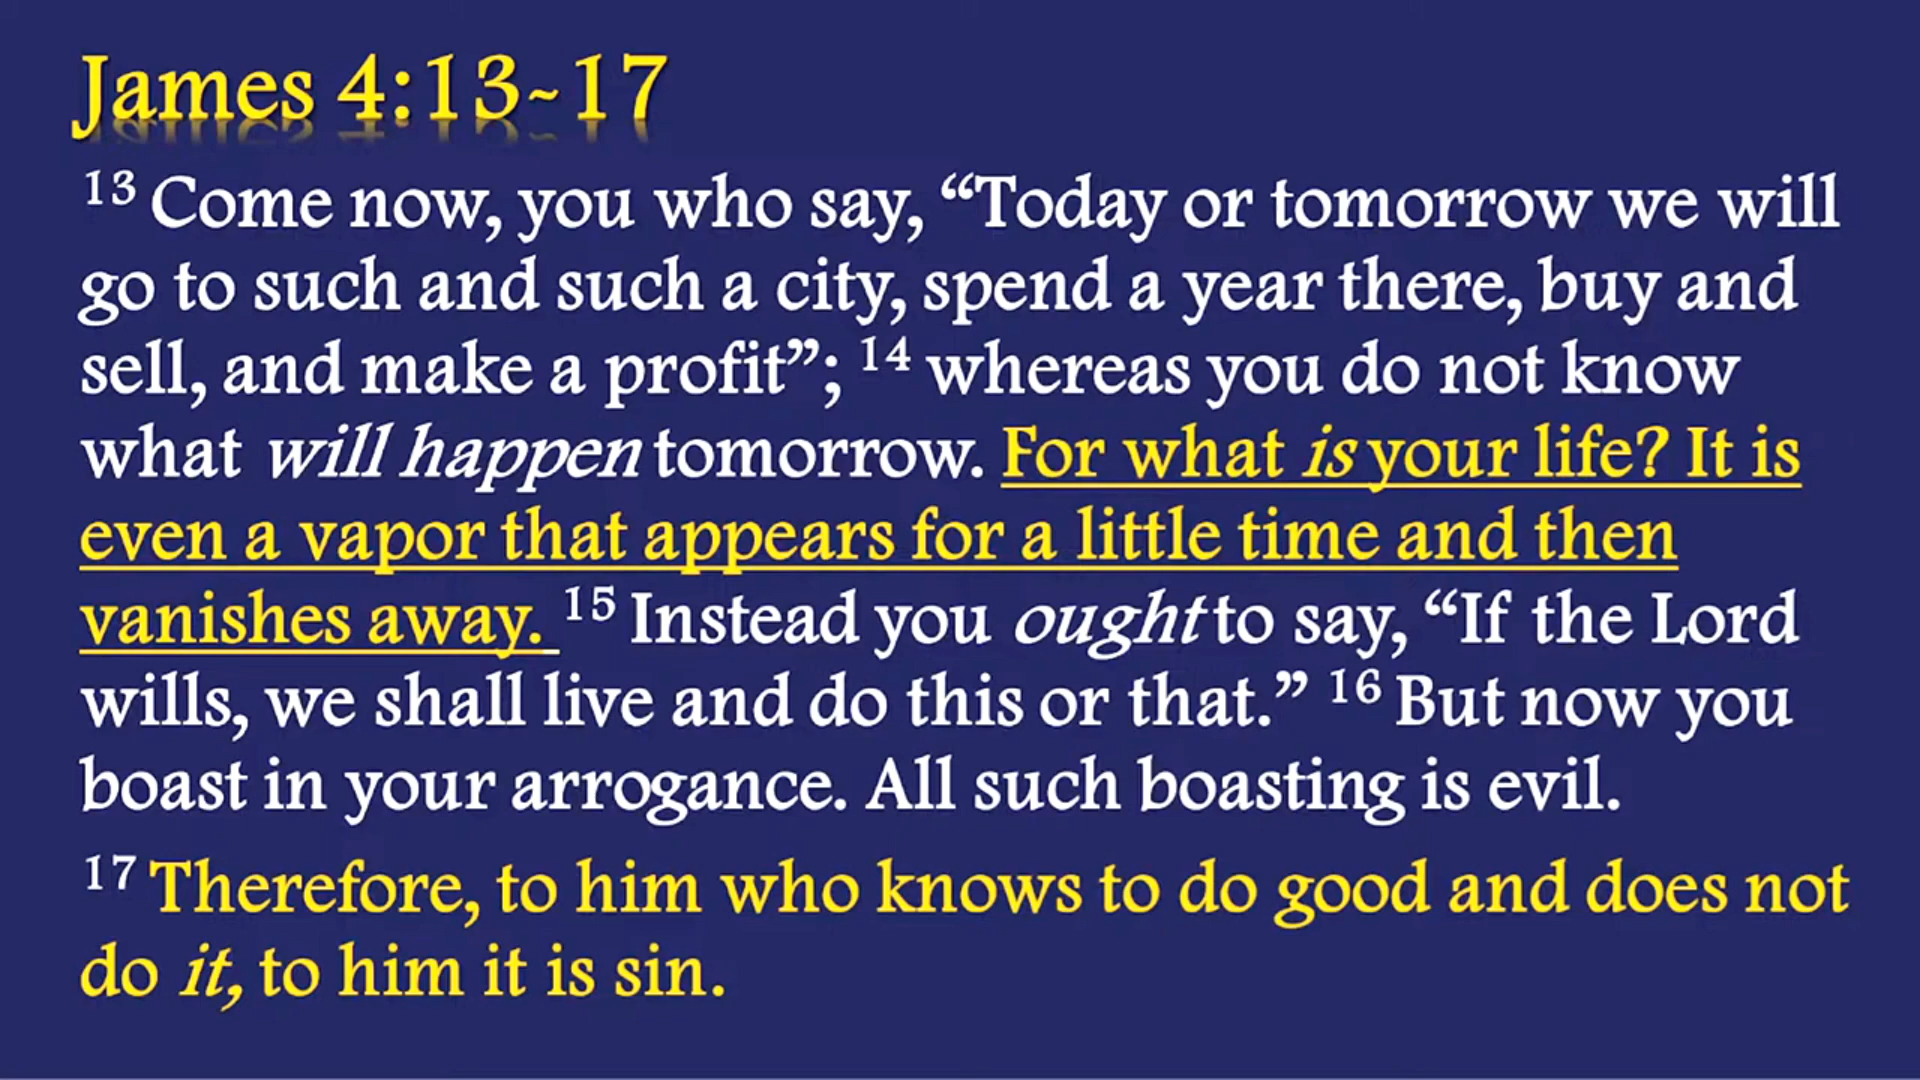 James 4:13~17
13 Come now, you who say, “Today or tomorrow we will
go to such and such a city, spend a year there, buy and
sell, and make a profit”; 14 whereas you do not know
what will happen tomorrow. For what is your life? It is
even a vapor that appears for a little time and then
vanishes away. 15 Instead you ought to say, “If the Lord
wills, we shall live and do this or that.” 16 But now you
boast in your arrogance. All such boasting is evil.
17 Therefore, to him who knows to do good and does not
do it, to him it is sin.